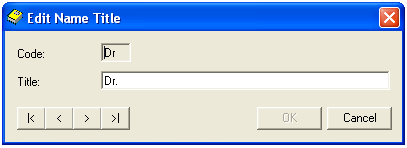 Edit Name Title
Code: Dr
Title: Dr.
|< < > >| OK Cancel